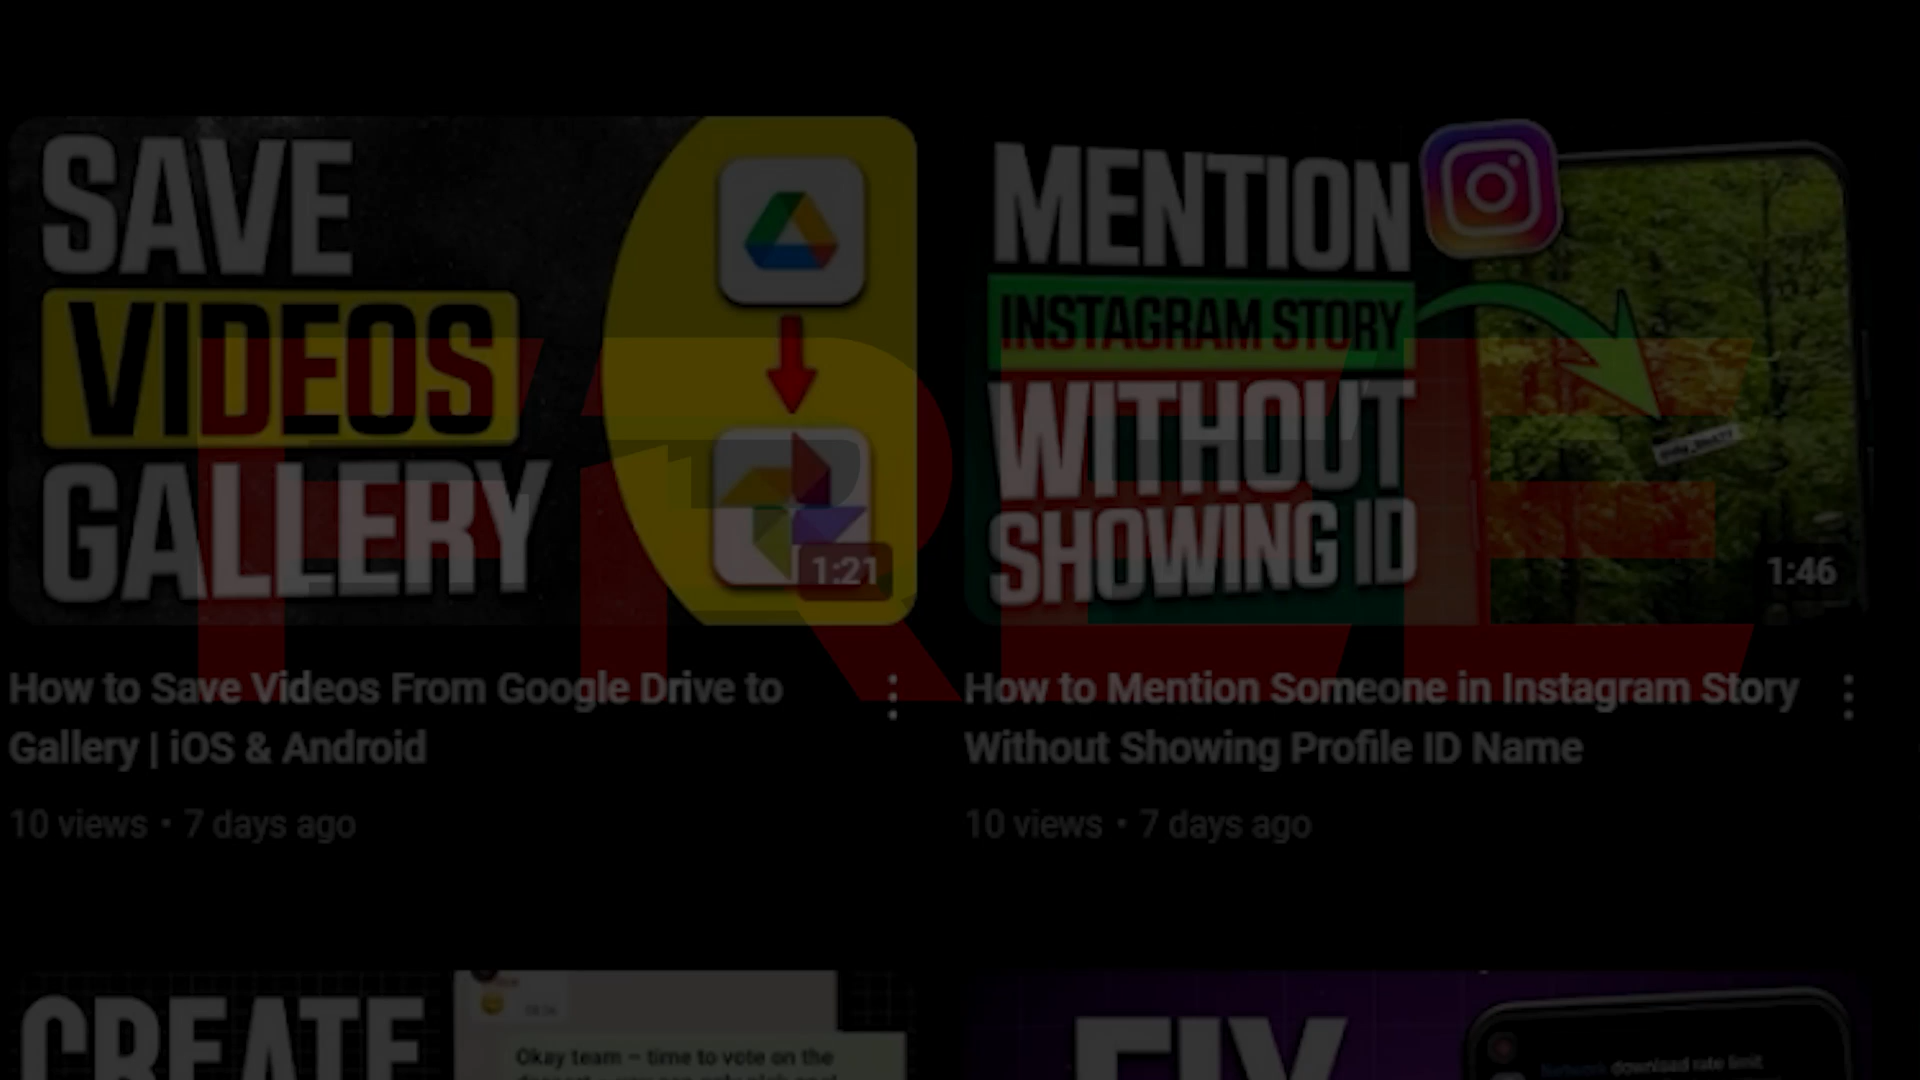 SAVE
VIDEOS
GALLERY
1:21
MENTION
INSTAGRAM STORY
WITHOUT
SHOWING ID
1:46
FREE
How to Save Videos From Google Drive to
Gallery | iOS & Android
10 views • 7 days ago
How to Mention Someone in Instagram Story
Without Showing Profile ID Name
10 views • 7 days ago
CREATE
Okay team – time to vote on the
FIX
Network download rate limit